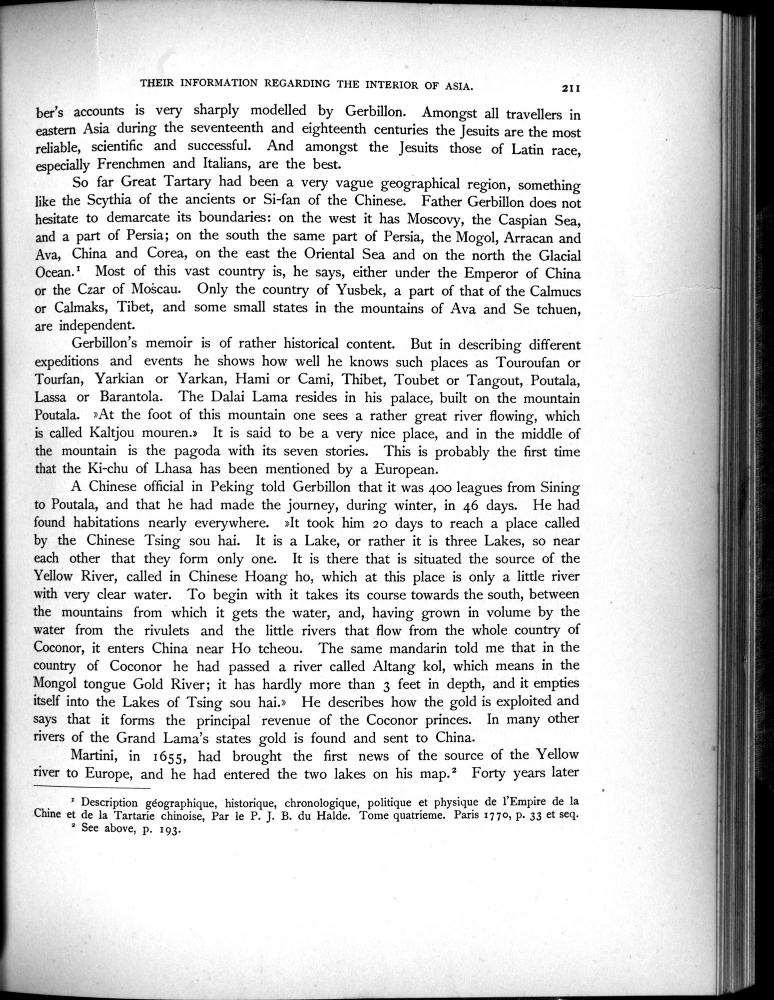 THEIR INFORMATION REGARDING THE INTERIOR OF ASIA. 211
ber's accounts is very sharply modelled by Gerbillon. Amongst all travellers in
eastern Asia during the seventeenth and eighteenth centuries the Jesuits are the most
reliable, scientific and successful. And amongst the Jesuits those of Latin race,
especially Frenchmen and Italians, are the best.
So far Great Tartary had been a very vague geographical region, something
like the Scythia of the ancients or Si-fan of the Chinese. Father Gerbillon does not
hesitate to demarcate its boundaries: on the west it has Moscovy, the Caspian Sea,
and a part of Persia; on the south the same part of Persia, the Mogol, Arracan and
Ava, China and Corea, on the east the Oriental Sea and on the north the Glacial
Ocean.¹ Most of this vast country is, he says, either under the Emperor of China
or the Czar of Moscau. Only the country of Yusbek, a part of that of the Calmucs
or Calmaks, Tibet, and some small states in the mountains of Ava and Se tchuen,
are independent.
Gerbillon's memoir is of rather historical content. But in describing different
expeditions and events he shows how well he knows such places as Touroufan or
Tourfan, Yarkian or Yarkan, Hami or Cami, Thibet, Toubet or Tangout, Poutala,
Lassa or Barantola. The Dalai Lama resides in his palace, built on the mountain
Poutala. »At the foot of this mountain one sees a rather great river flowing, which
is called Kaltjou mouren.» It is said to be a very nice place, and in the middle of
the mountain is the pagoda with its seven stories. This is probably the first time
that the Ki-chu of Lhasa has been mentioned by a European.
A Chinese official in Peking told Gerbillon that it was 400 leagues from Sining
to Poutala, and that he had made the journey, during winter, in 46 days. He had
found habitations nearly everywhere. »It took him 20 days to reach a place called
by the Chinese Tsing sou hai. It is a Lake, or rather it is three Lakes, so near
each other that they form only one. It is there that is situated the source of the
Yellow River, called in Chinese Hoang ho, which at this place is only a little river
with very clear water. To begin with it takes its course towards the south, between
the mountains from which it gets the water, and, having grown in volume by the
water from the rivulets and the little rivers that flow from the whole country of
Coconor, it enters China near Ho tcheou. The same mandarin told me that in the
country of Coconor he had passed a river called Altang kol, which means in the
Mongol tongue Gold River; it has hardly more than 3 feet in depth, and it empties
itself into the Lakes of Tsing sou hai.» He describes how the gold is exploited and
says that it forms the principal revenue of the Coconor princes. In many other
rivers of the Grand Lama's states gold is found and sent to China.
Martini, in 1655, had brought the first news of the source of the Yellow
river to Europe, and he had entered the two lakes on his map.² Forty years later
¹ Description géographique, historique, chronologique, politique et physique de l'Empire de la
Chine et de la Tartarie chinoise, Par le P. J. B. du Halde. Tome quatrieme. Paris 1770, p. 33 et seq.
² See above, p. 193.